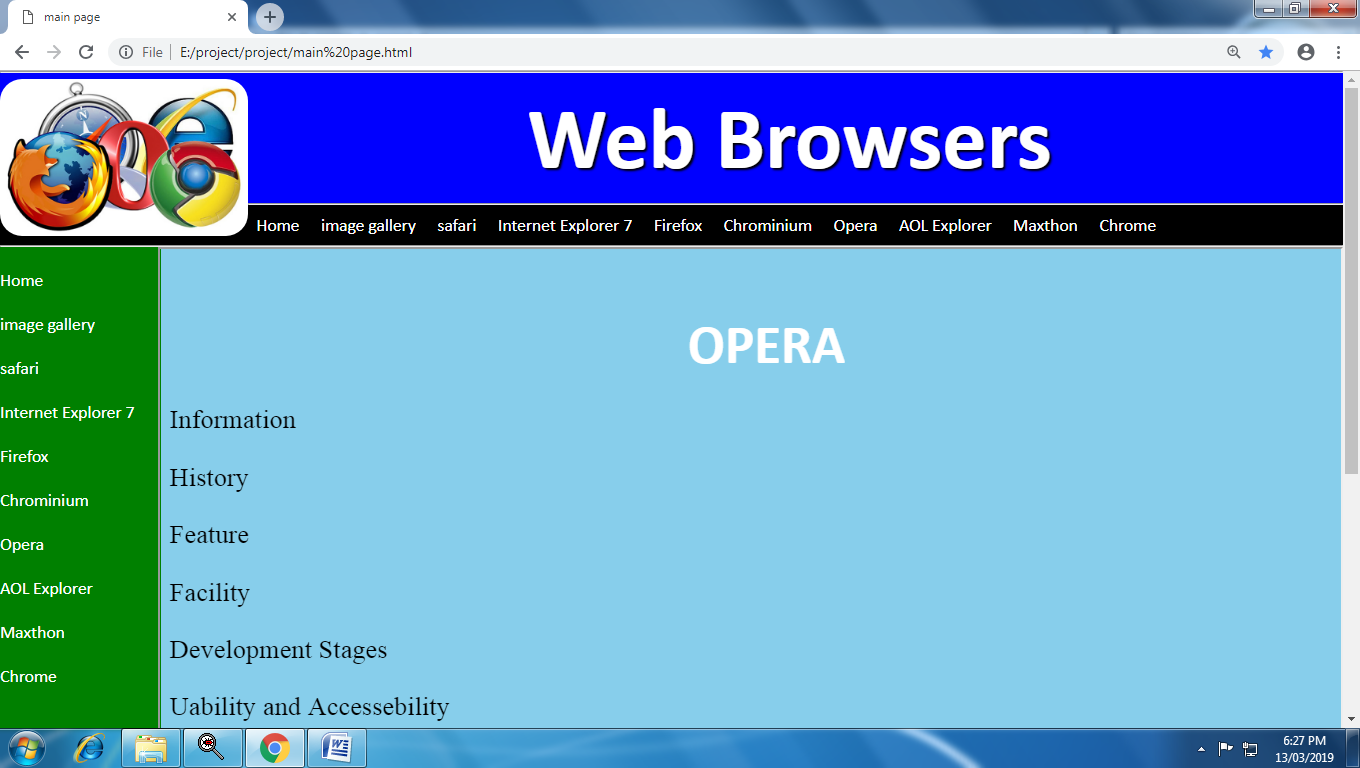 main page
File E:/project/project/main%20page.html
Web Browsers
Home image gallery safari Internet Explorer 7 Firefox Chrominium Opera AOL Explorer Maxthon Chrome
Home
image gallery
safari
Internet Explorer 7
Firefox
Chrominium
Opera
AOL Explorer
Maxthon
Chrome
OPERA
Information
History
Feature
Facility
Development Stages
Uability and Accessebility
6:27 PM
13/03/2019